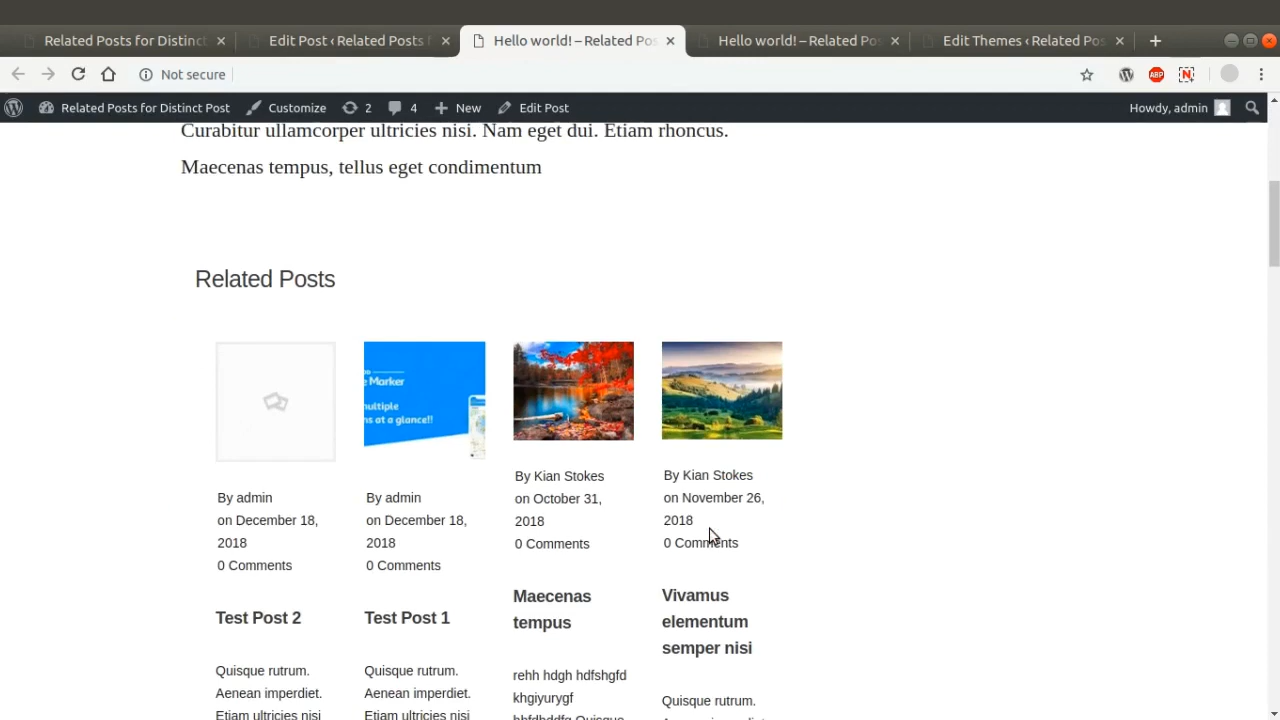 Related Posts for Distinct
Edit Post ‹ Related Posts f
Hello world! – Related Pos
Hello world! – Related Pos
Edit Themes ‹ Related Pos
Not secure
ABP
N
Related Posts for Distinct Post
Customize
2
4
New
Edit Post
Howdy, admin
Curabitur ullamcorper ultricies nisi. Nam eget dui. Etiam rhoncus.
Maecenas tempus, tellus eget condimentum
Related Posts
Marker
multiple
ns at a glance!!
By admin
on December 18,
2018
0 Comments
Test Post 2
Quisque rutrum.
Aenean imperdiet.
Etiam ultricies nisi
By admin
on December 18,
2018
0 Comments
Test Post 1
Quisque rutrum.
Aenean imperdiet.
Etiam ultricies nisi
By Kian Stokes
on October 31,
2018
0 Comments
Maecenas
tempus
rehh hdgh hdfshgfd
khgiyurygf
By Kian Stokes
on November 26,
2018
0 Comments
Vivamus
elementum
semper nisi
Quisque rutrum.